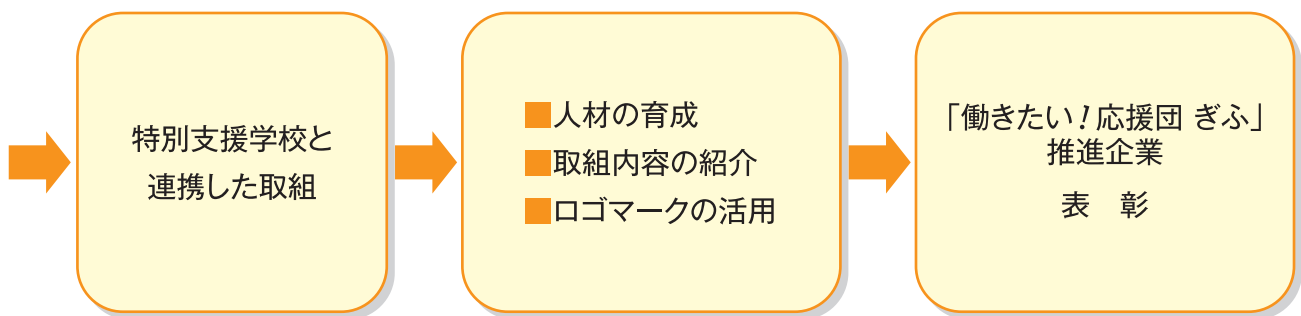 特別支援学校と
連携した取組
■人材の育成
■取組内容の紹介
■ロゴマークの活用
「働きたい!応援団 ぎふ」
推進企業
表　彰